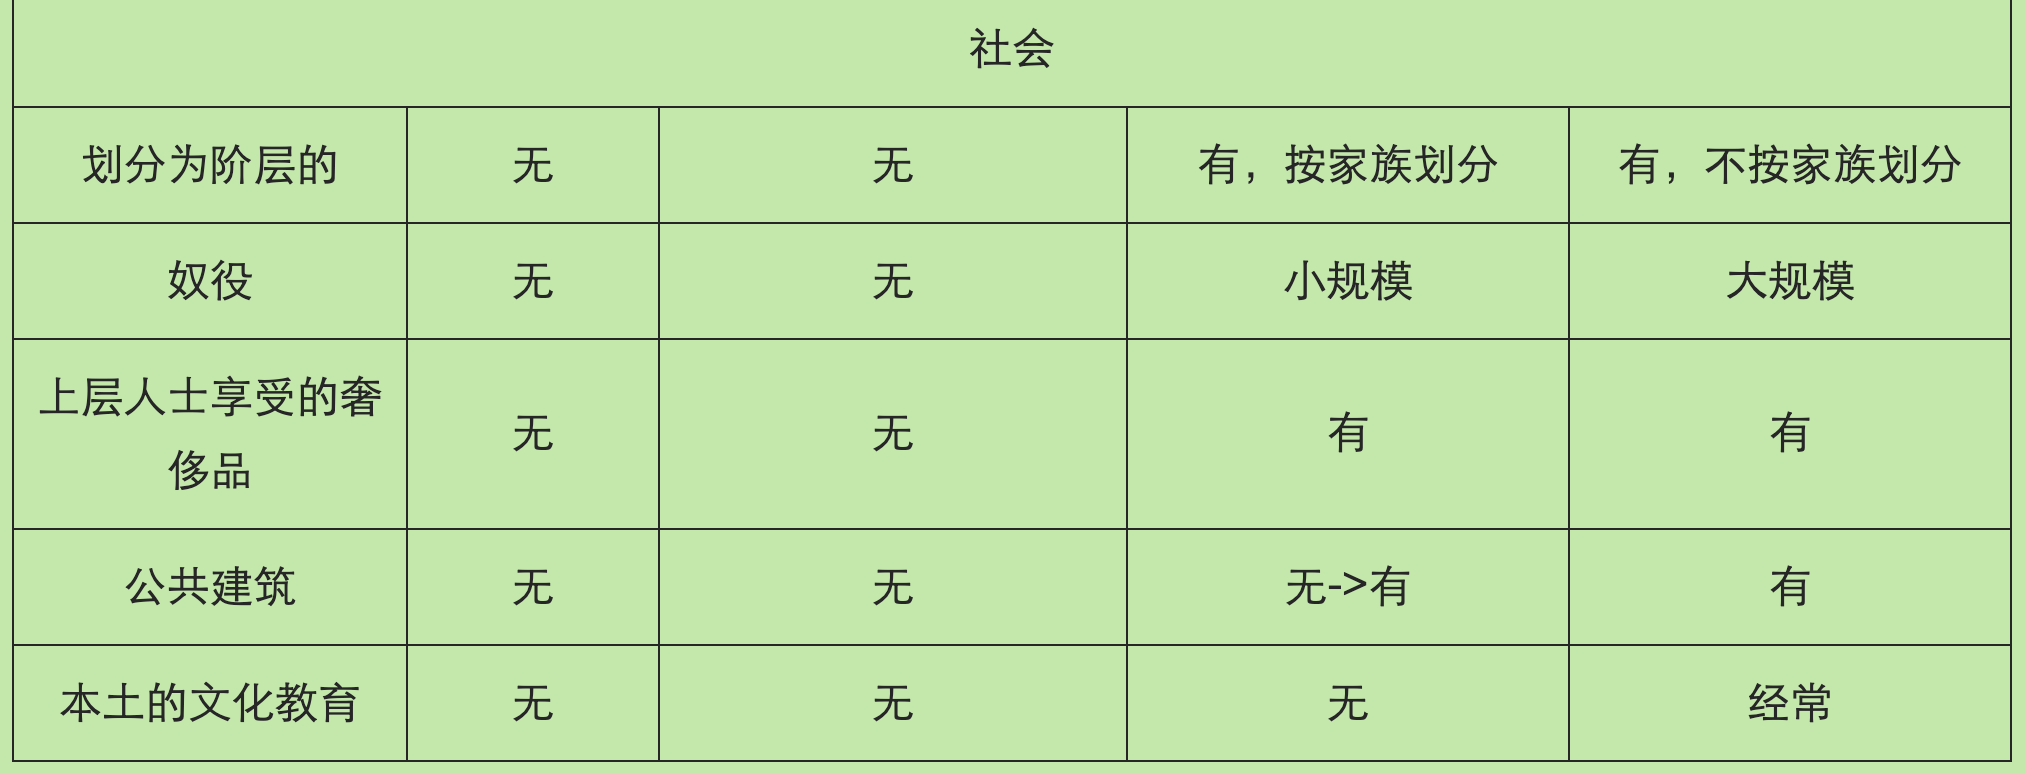 社会
划分为阶层的 无 无 有，按家族划分 有，不按家族划分
奴役 无 无 小规模 大规模
上层人士享受的奢
侈品 无 无 有 有
公共建筑 无 无 无->有 有
本土的文化教育 无 无 无 经常